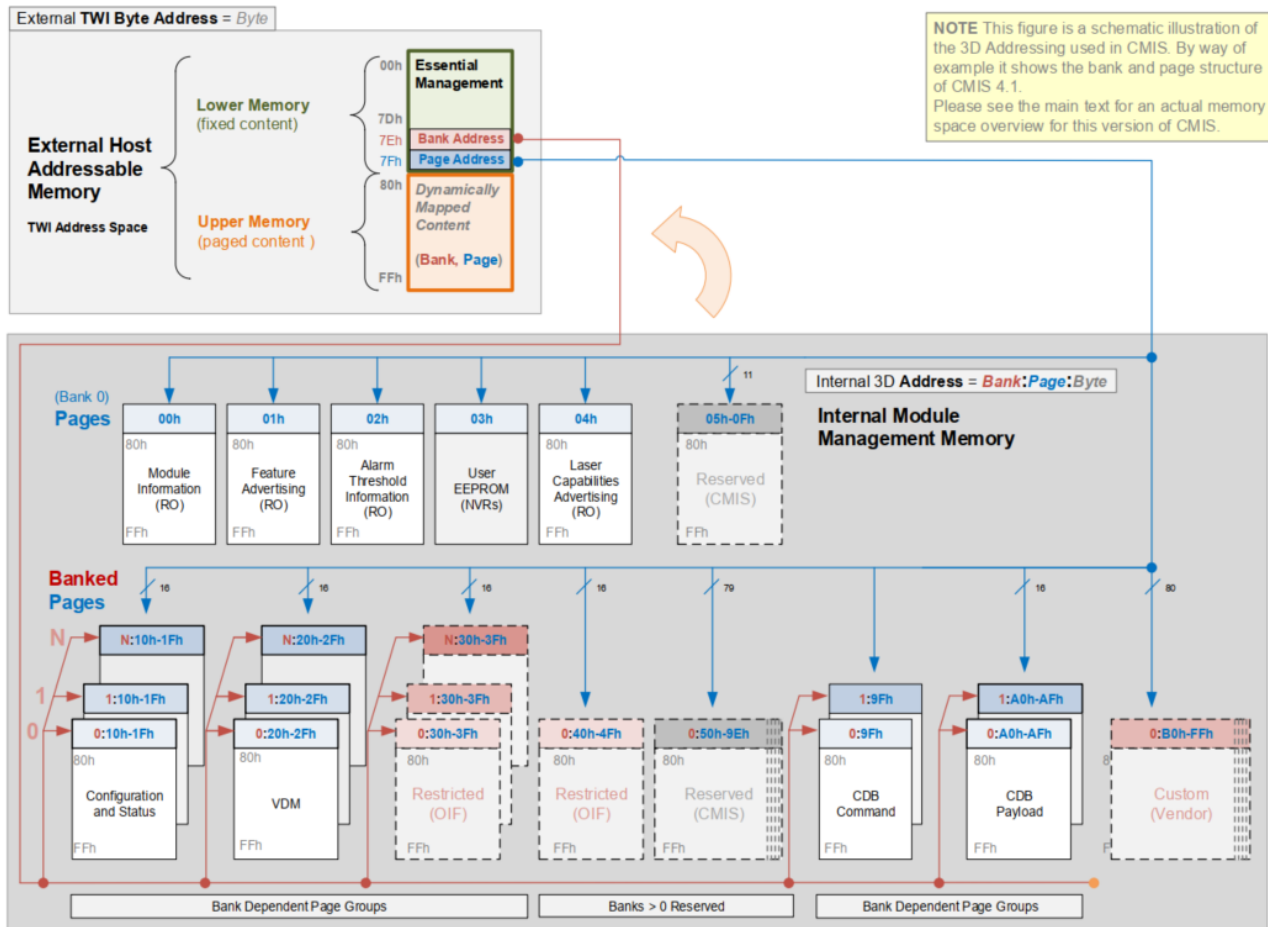 External TWI Byte Address = Byte
NOTE This figure is a schematic illustration of
the 3D Addressing used in CMIS. By way of
example it shows the bank and page structure
of CMIS 4.1.
Please see the main text for an actual memory
space overview for this version of CMIS.
External Host
Addressable
Memory
TWI Address Space
Lower Memory
(fixed content)
Upper Memory
(paged content )
00h
Essential
Management
7Dh
7Eh
Bank Address
7Fh
Page Address
80h
Dynamically
Mapped
Content
(Bank, Page)
FFh
Internal 3D Address = Bank:Page:Byte
Internal Module
Management Memory
(Bank 0)
Pages
11
00h
80h
Module
Information
(RO)
FFh
01h
80h
Feature
Advertising
(RO)
FFh
02h
80h
Alarm
Threshold
Information
(RO)
FFh
03h
User
EEPROM
(NVRs)
04h
80h
Laser
Capabilities
Advertising
(RO)
FFh
05h-0Fh
80h
Reserved
(CMIS)
FFh
Banked
Pages
16
16
16
16
79
16
80
N
1
0
N:10h-1Fh
1:10h-1Fh
0:10h-1Fh
80h
Configuration
and Status
FFh
N:20h-2Fh
1:20h-2Fh
0:20h-2Fh
80h
VDM
FFh
N:30h-3Fh
1:30h-3Fh
0:30h-3Fh
80h
Restricted
(OIF)
FFh
0:40h-4Fh
80h
Restricted
(OIF)
FFh
0:50h-9Eh
80h
Reserved
(CMIS)
FFh
1:9Fh
0:9Fh
80h
CDB
Command
FFh
1:A0h-AFh
0:A0h-AFh
80h
CDB
Payload
FFh
0:B0h-FFh
Custom
(Vendor)
Bank Dependent Page Groups
Banks > 0 Reserved
Bank Dependent Page Groups